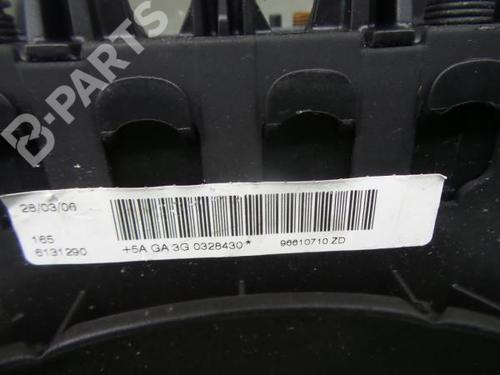 B-PARTS
28/03/06
165
6131290
+5A GA 3G 0328430*
96610710 ZD